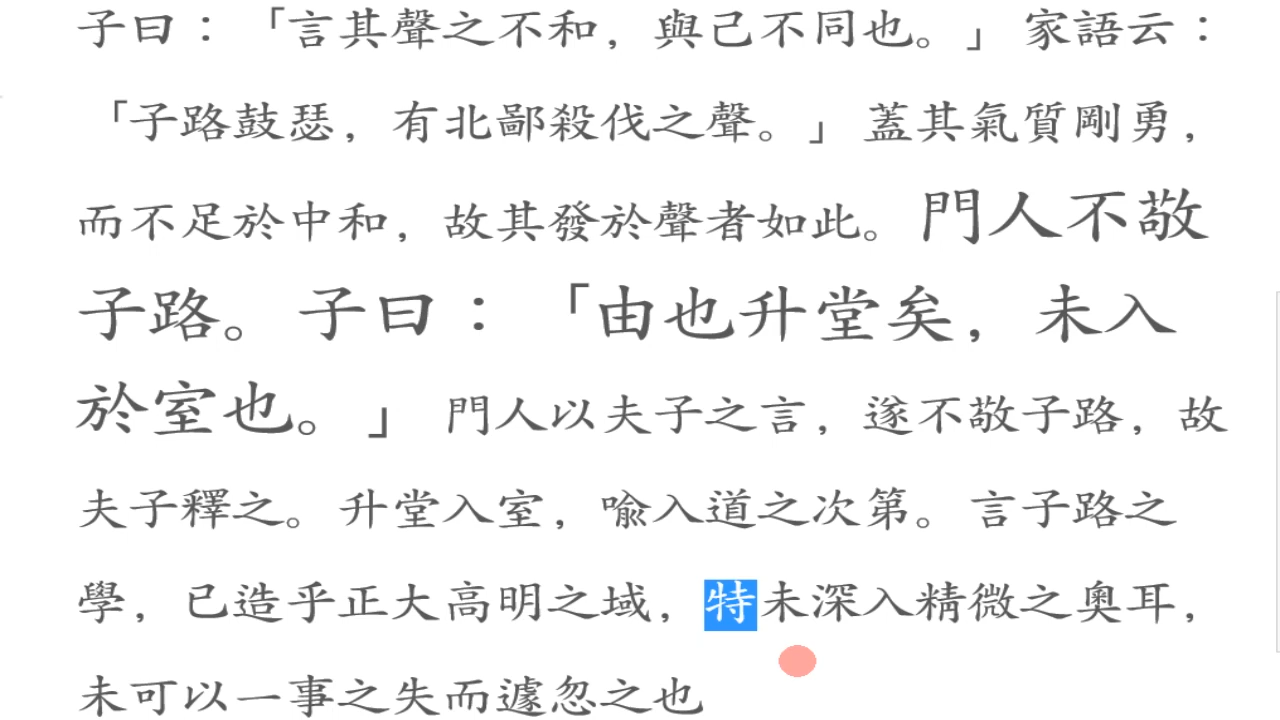 子曰：「言其聲之不和，與己不同也。」家語云：
「子路鼓瑟，有北鄙殺伐之聲。」蓋其氣質剛勇，
而不足於中和，故其發於聲者如此。門人不敬
子路。子曰：「由也升堂矣，未入
於室也。」門人以夫子之言，遂不敬子路，故
夫子釋之。升堂入室，喩入道之次第。言子路之
學，已造乎正大高明之域，特未深入精微之奧耳，
未可以一事之失而遽忽之也